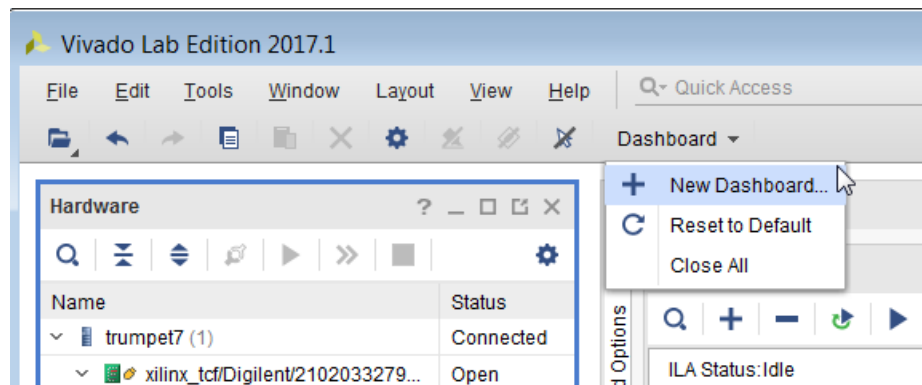 Vivado Lab Edition 2017.1
File Edit Tools Window Layout View Help Quick Access
Dashboard
New Dashboard...
Reset to Default
Close All
Hardware ? _
Name Status
trumpet7 (1) Connected
xilinx_tcf/Digilent/2102033279... Open
d Options
ILA Status:Idle